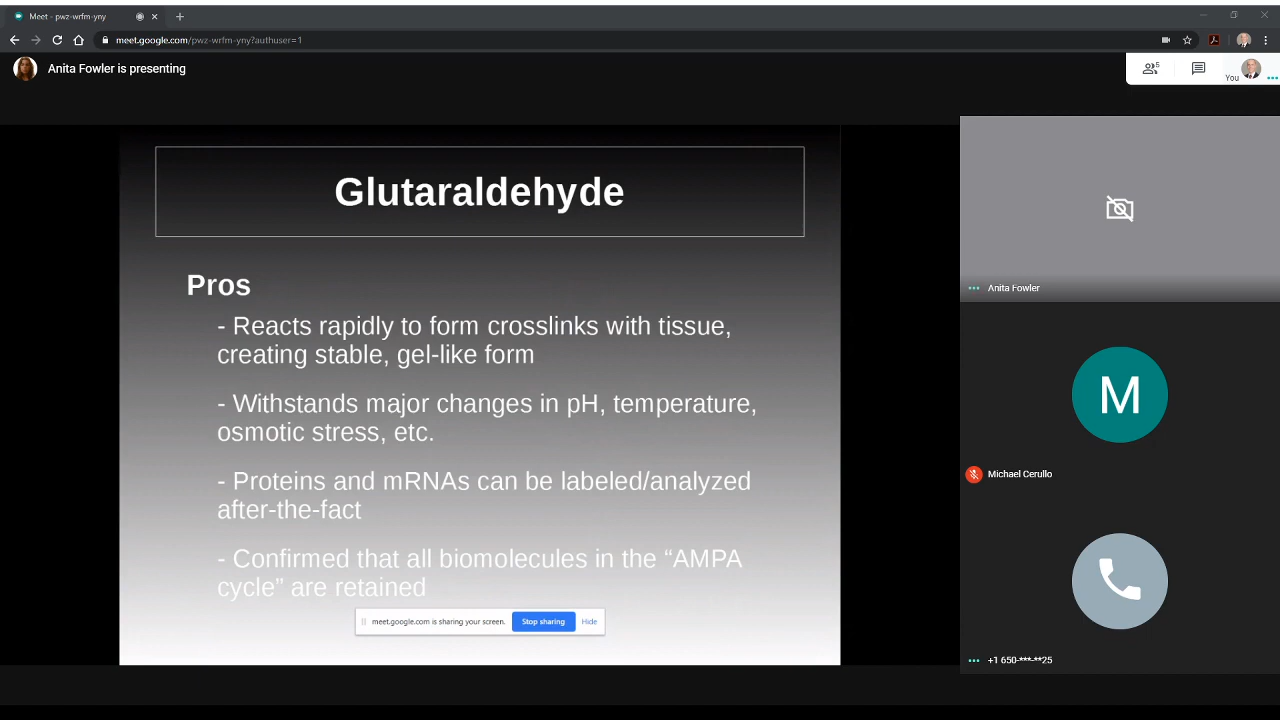 Meet - pwz-wrfm-yny
meet.google.com/pwz-wrfm-yny?authuser=1
Anita Fowler is presenting
5
You
Glutaraldehyde
Pros
- Reacts rapidly to form crosslinks with tissue,
creating stable, gel-like form
- Withstands major changes in pH, temperature,
osmotic stress, etc.
- Proteins and mRNAs can be labeled/analyzed
after-the-fact
- Confirmed that all biomolecules in the “AMPA
cycle” are retained
meet.google.com is sharing your screen. Stop sharing Hide
Anita Fowler
M
Michael Cerullo
+1 650-***-**25